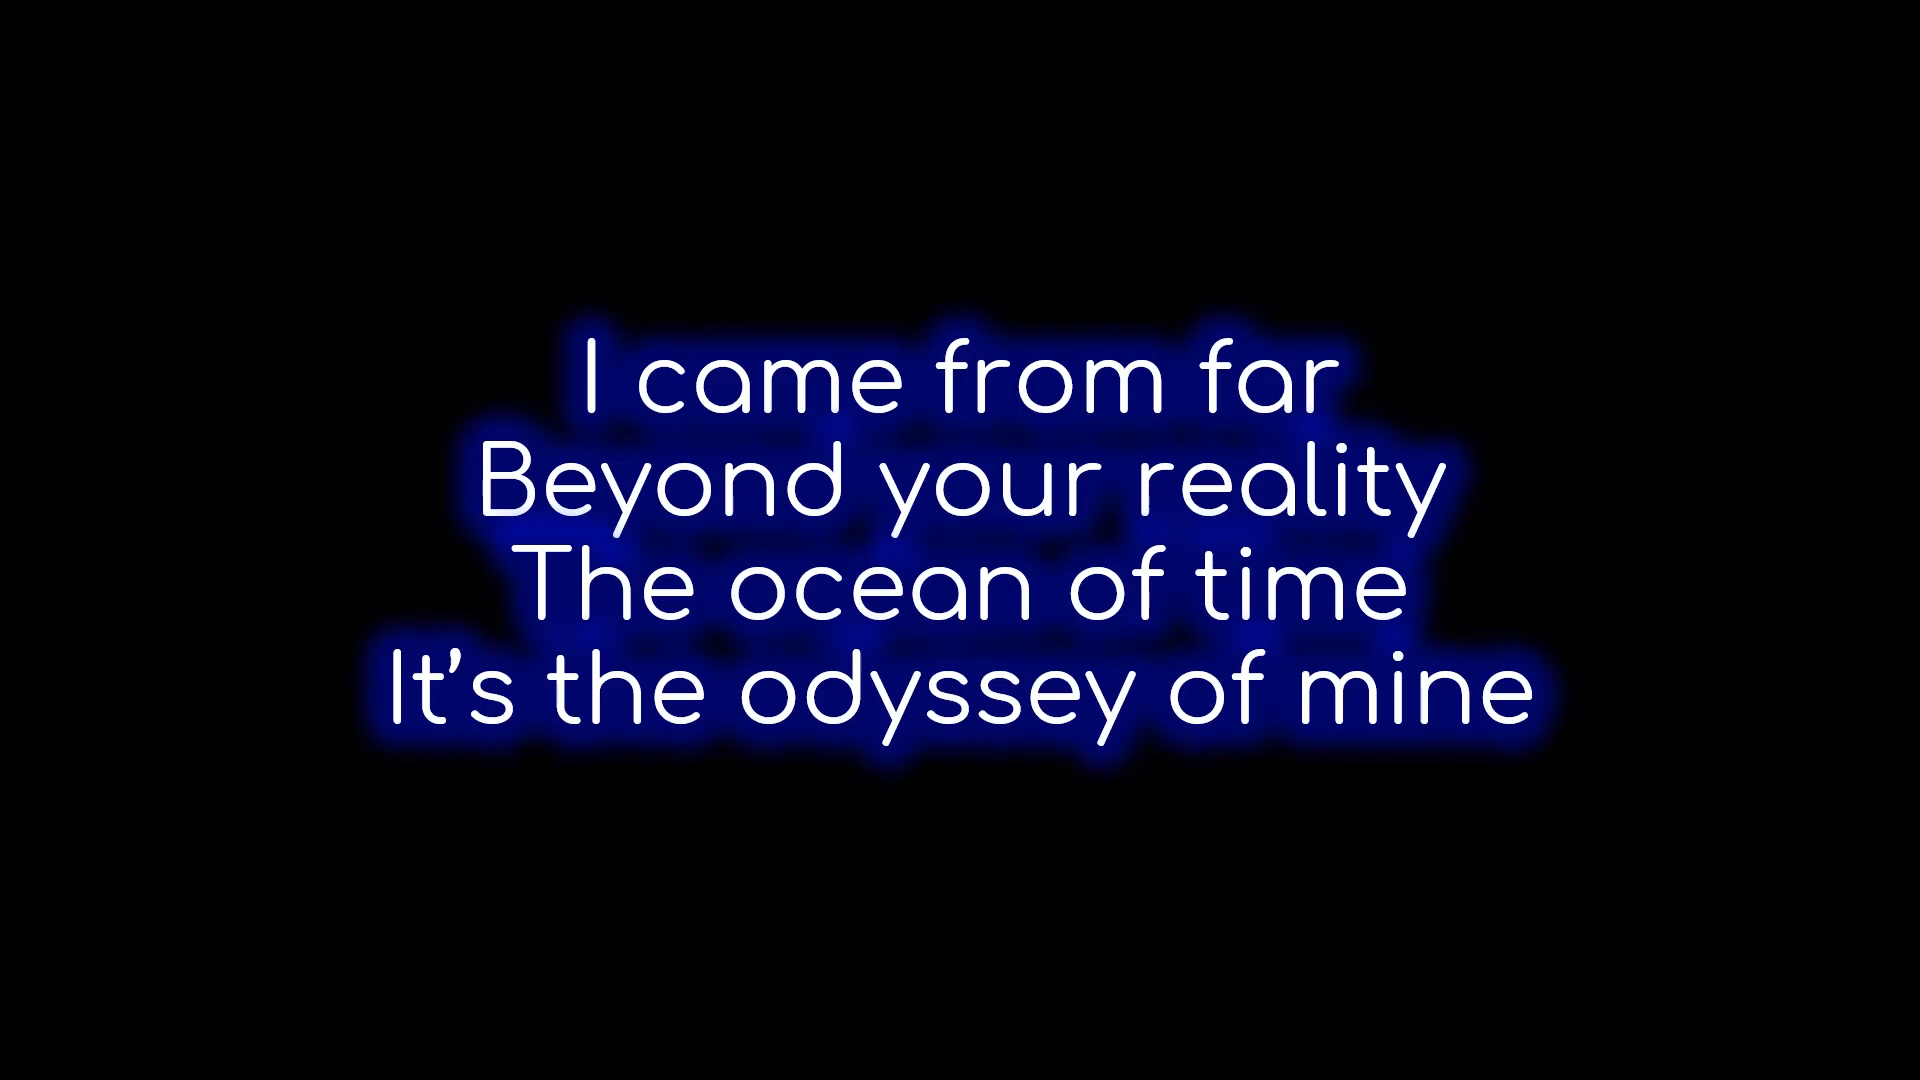 I came from far
Beyond your reality
The ocean of time
It’s the odyssey of mine